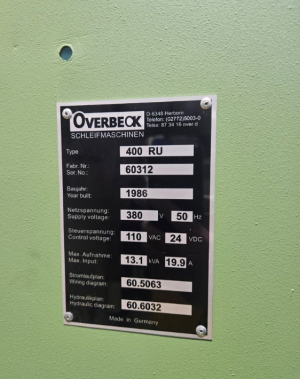 OVERBECK
SCHLEIFMASCHINEN
D-6348 Herborn
Telefon: (02772)5003-0
Telex: 87 34 16 over d
Type 400 RU
Fabr. Nr.:
Ser. No.: 60312
Baujahr:
Year built: 1986
Netzspannung:
Supply voltage: 380 V 50 Hz
Steuerspannung:
Control voltage: 110 VAC 24 VDC
Max. Aufnahme:
Max. Input: 13.1 kVA 19.9 A
Stromlaufplan:
Wiring diagram: 60.5063
Hydraulikplan:
Hydraulic diagram: 60.6032
Made in Germany